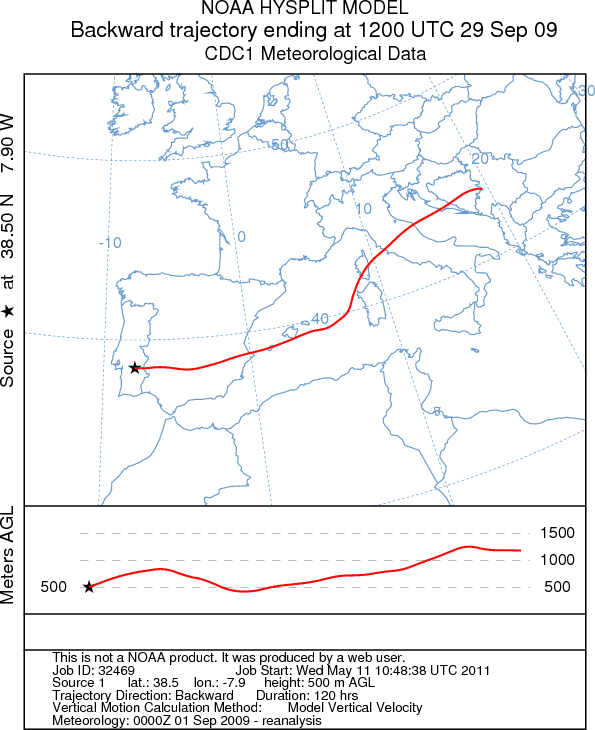 NOAA HYSPLIT MODEL
Backward trajectory ending at 1200 UTC 29 Sep 09
CDC1 Meteorological Data
Source ★ at 38.50 N 7.90 W
30
50
20
10
-10
0
40
Meters AGL
1500
1000
500
500
This is not a NOAA product. It was produced by a web user.
Job ID: 32469 Job Start: Wed May 11 10:48:38 UTC 2011
Source 1 lat.: 38.5 lon.: -7.9 height: 500 m AGL
Trajectory Direction: Backward Duration: 120 hrs
Vertical Motion Calculation Method: Model Vertical Velocity
Meteorology: 0000Z 01 Sep 2009 - reanalysis